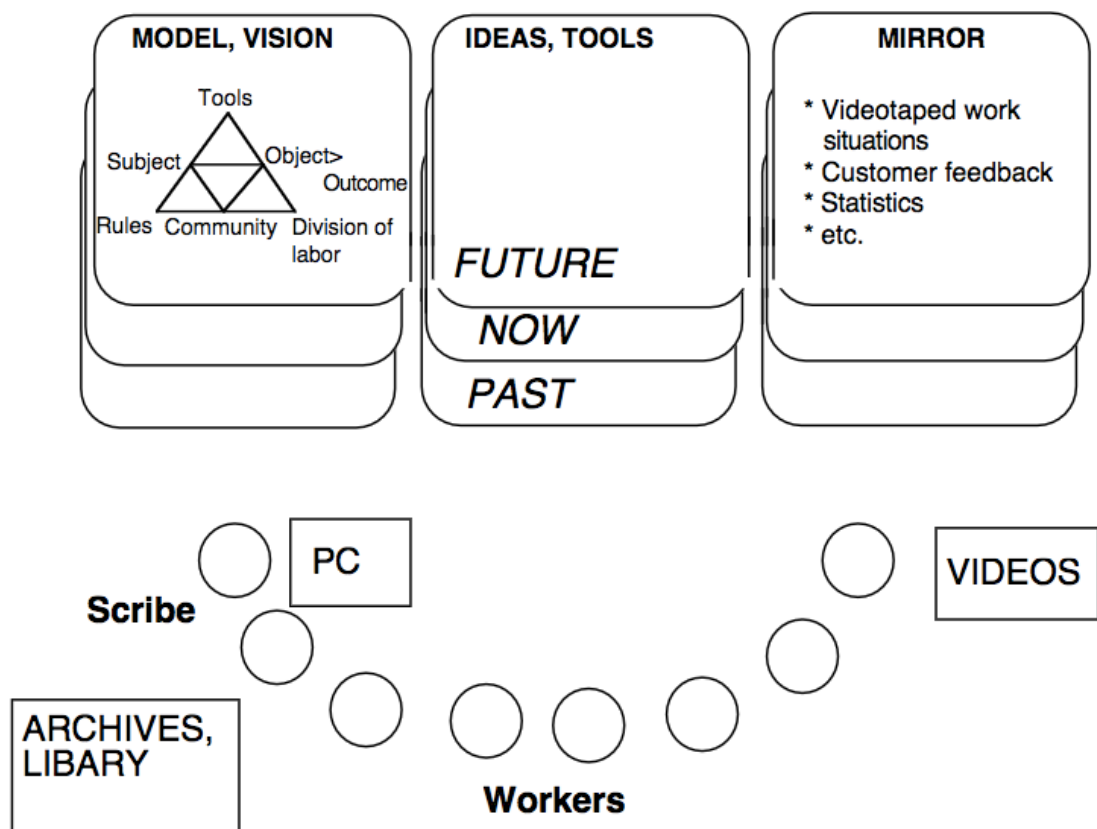 MODEL, VISION
Tools
Subject
Object>
Outcome
Rules
Community
Division of
labor
IDEAS, TOOLS
FUTURE
NOW
PAST
MIRROR
* Videotaped work
situations
* Customer feedback
* Statistics
* etc.
PC
VIDEOS
Scribe
ARCHIVES,
LIBARY
Workers